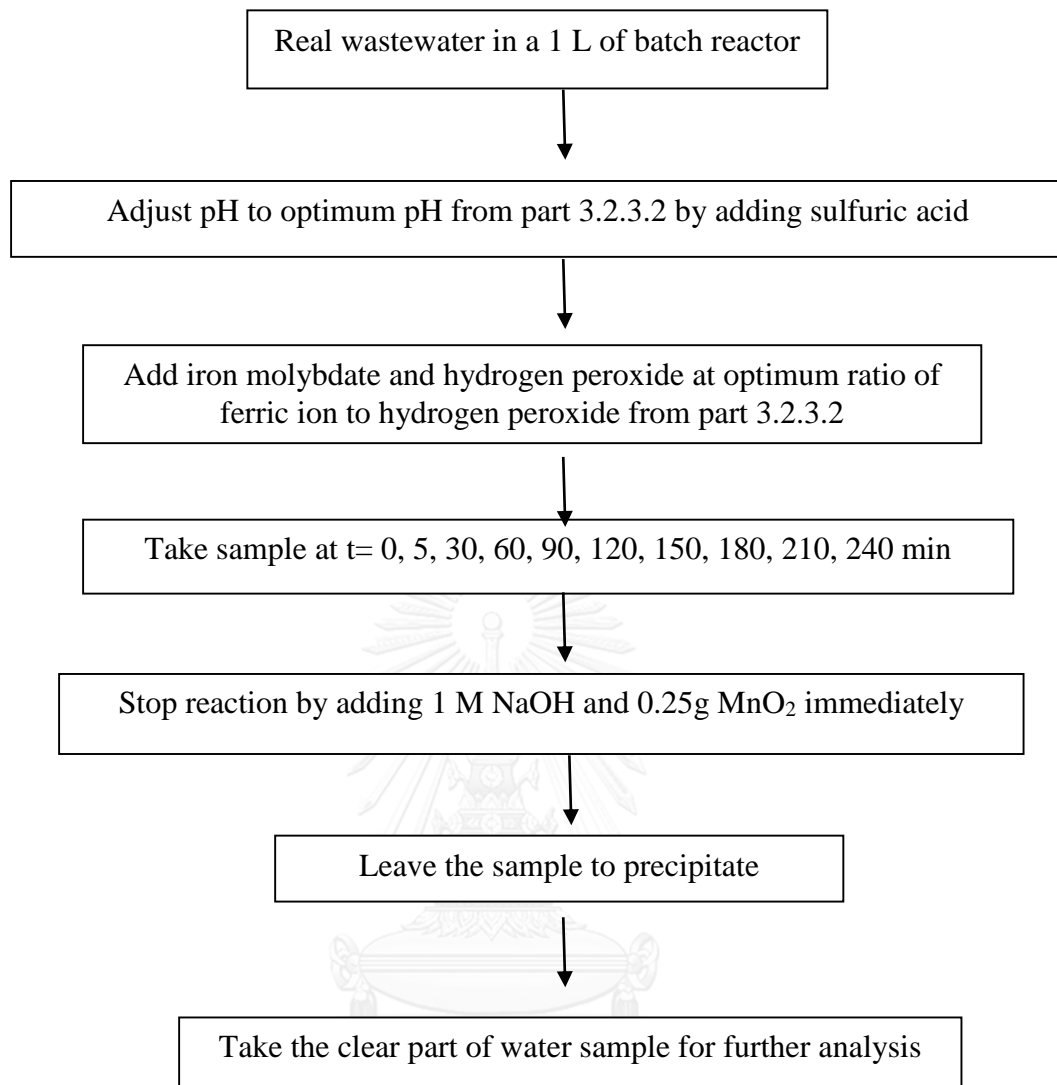 Real wastewater in a 1 L of batch reactor
Adjust pH to optimum pH from part 3.2.3.2 by adding sulfuric acid
Add iron molybdate and hydrogen peroxide at optimum ratio of
ferric ion to hydrogen peroxide from part 3.2.3.2
Take sample at t= 0, 5, 30, 60, 90, 120, 150, 180, 210, 240 min
Stop reaction by adding 1 M NaOH and 0.25g MnO₂ immediately
Leave the sample to precipitate
Take the clear part of water sample for further analysis